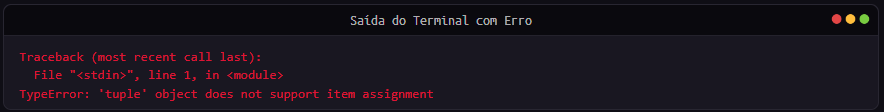 Saída do Terminal com Erro
Traceback (most recent call last):
  File "<stdin>", line 1, in <module>
TypeError: 'tuple' object does not support item assignment